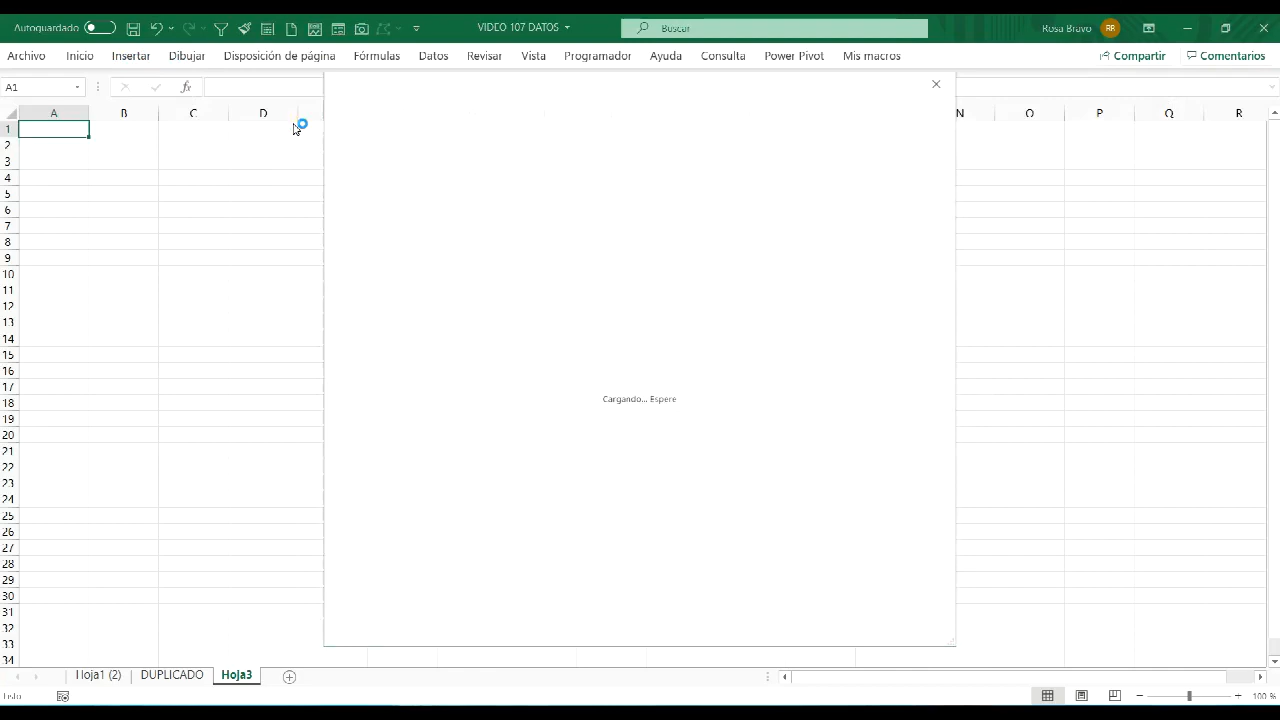 Autoguardado
VIDEO 107 DATOS
Buscar
Rosa Bravo
RR
Archivo Inicio Insertar Dibujar Disposición de página Fórmulas Datos Revisar Vista Programador Ayuda Consulta Power Pivot Mis macros Compartir Comentarios
A1
fx
A B C D N O P Q R
1
2
3
4
5
6
7
8
9
10
11
12
13
14
15
16
17
18
19
20
21
22
23
24
25
26
27
28
29
30
31
32
33
34
Cargando... Espere
Hoja1 (2) DUPLICADO Hoja3
Listo
100 %